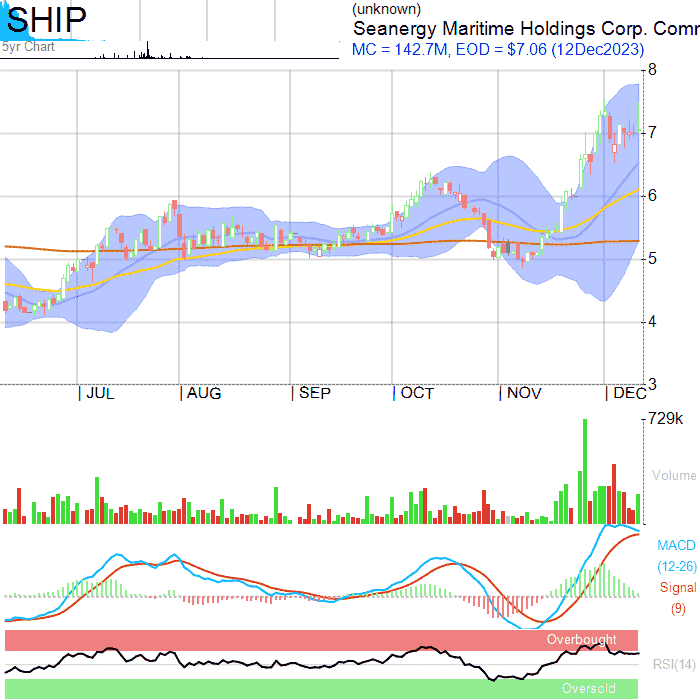 SHIP
5yr Chart
(unknown)
Seanergy Maritime Holdings Corp. Comm
MC = 142.7M, EOD = $7.06 (12Dec2023)
8
7
6
5
4
3
JUL AUG SEP OCT NOV DEC
729k
Volume
MACD
(12-26)
Signal
(9)
Overbought
RSI(14)
Oversold